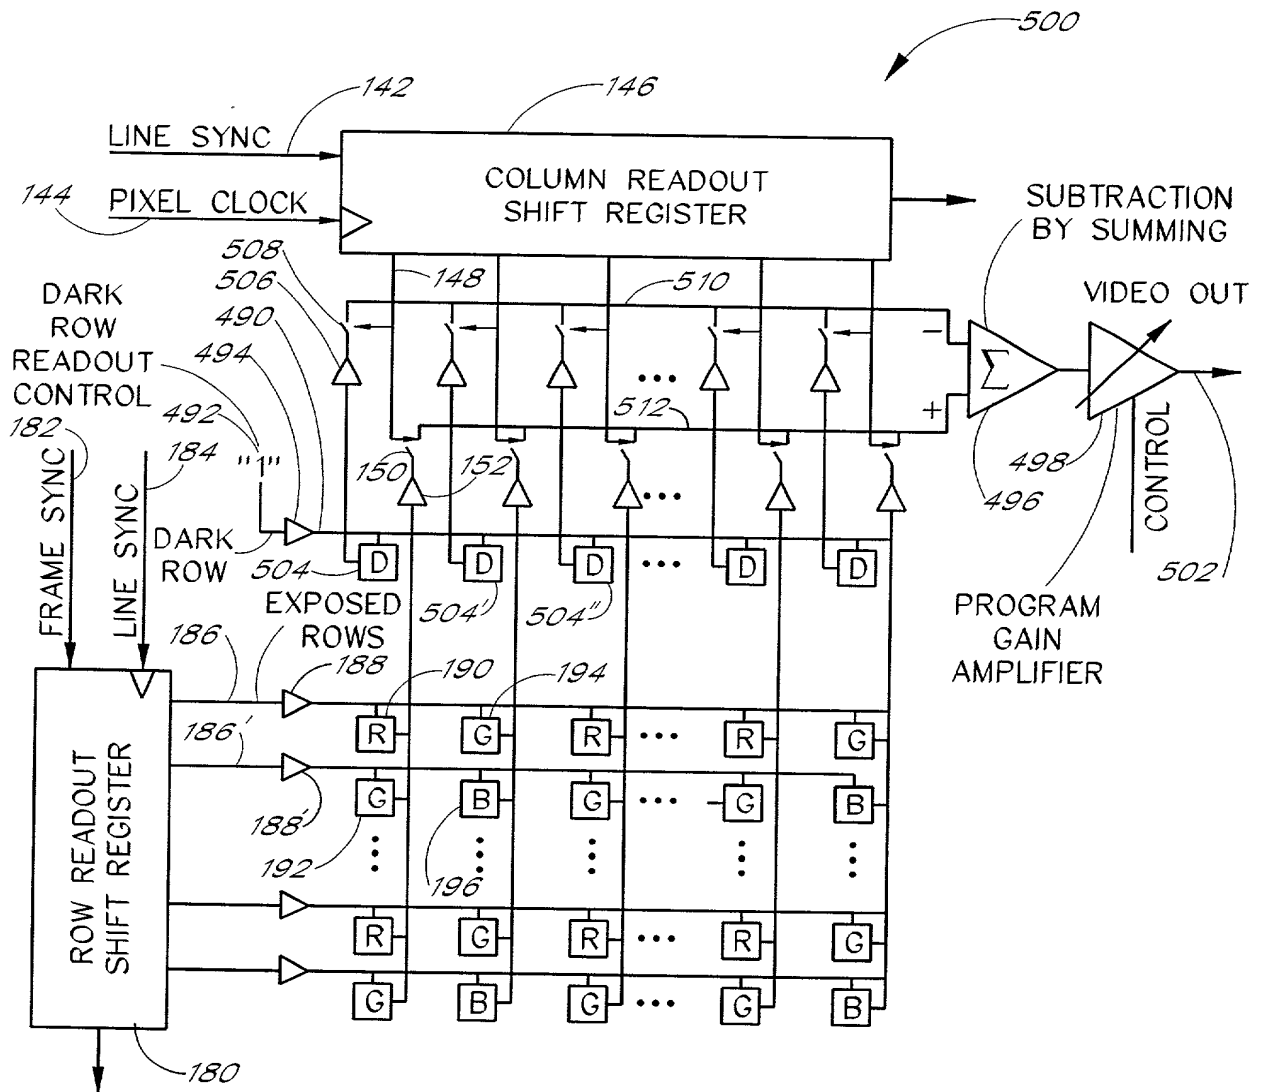 500
142
146
LINE SYNC
144
PIXEL CLOCK
COLUMN READOUT
SHIFT REGISTER
SUBTRACTION
BY SUMMING
508
506
148
510
DARK
ROW
READOUT
CONTROL
490
494
VIDEO OUT
−
Σ
+
•••
512
182
492
184
"1"
150
152
•••
498
496
CONTROL
502
FRAME SYNC
LINE SYNC
DARK
ROW
504
D D D ••• D D
504' 504"
EXPOSED
ROWS
PROGRAM
GAIN
AMPLIFIER
186
188
190
194
R G R ••• R G
186'
188'
G B G ••• G B
192
196
ROW READOUT
SHIFT REGISTER
R G R ••• R G
G B G ••• G B
180